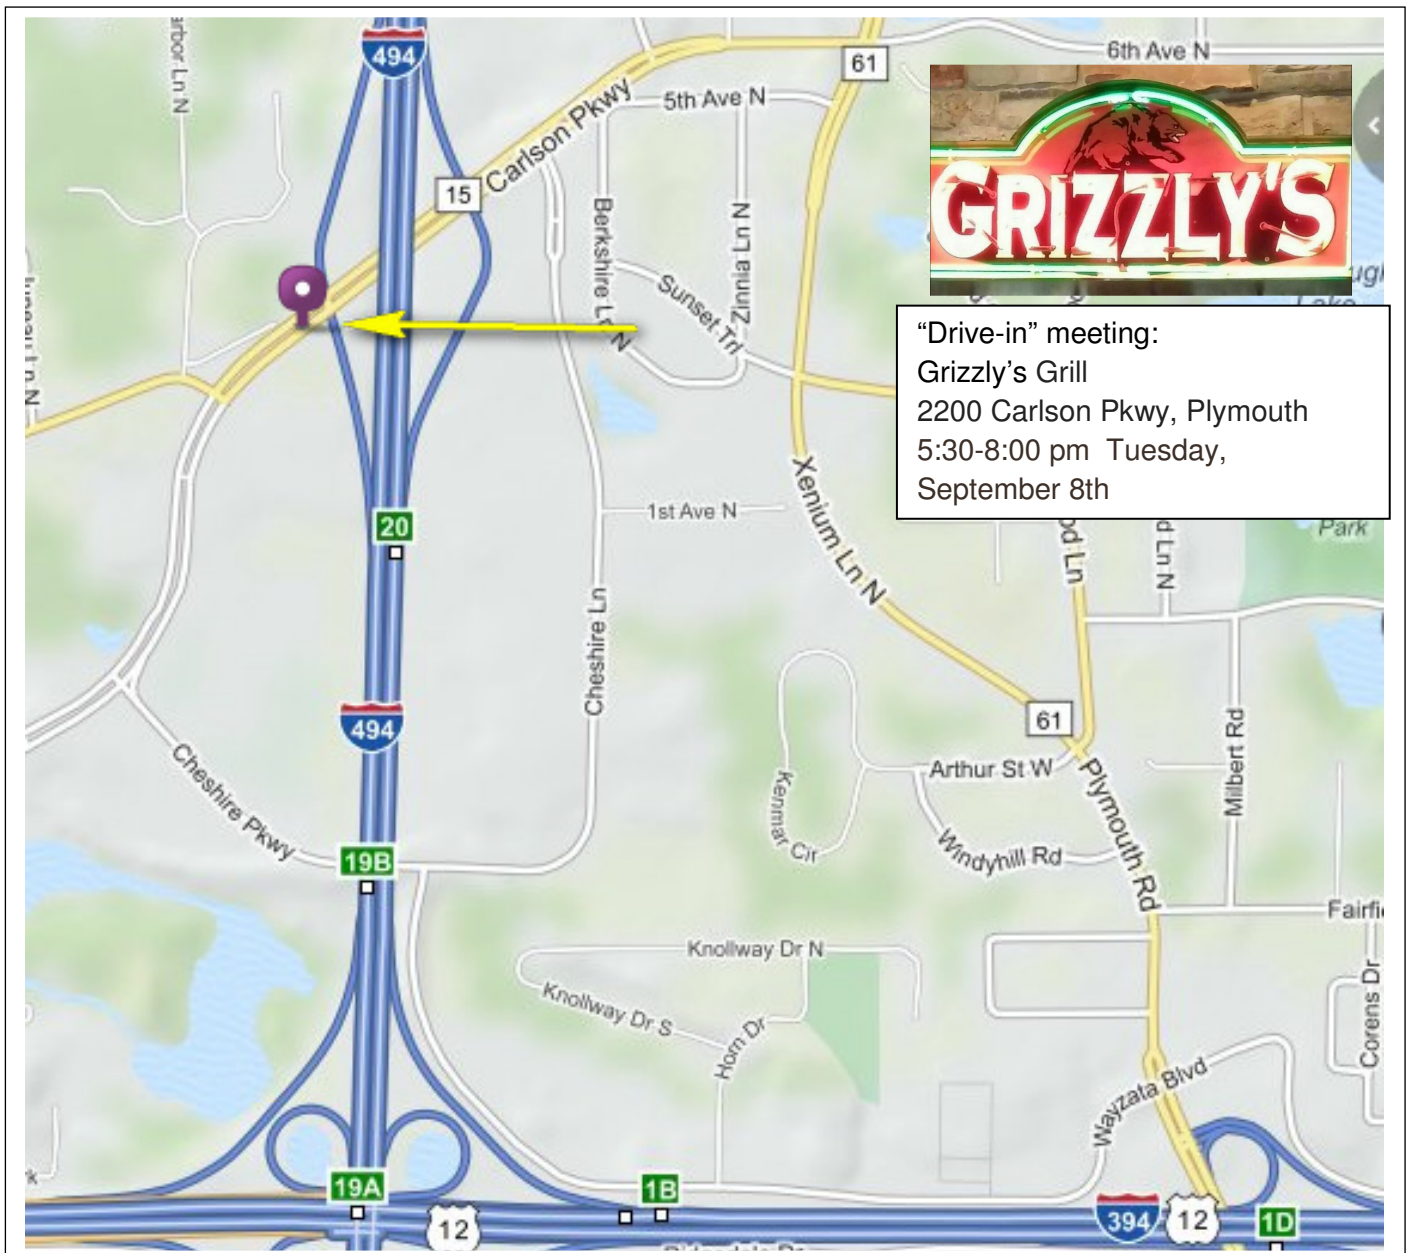 494
61
6th Ave N
5th Ave N
Carlson Pkwy
15
GRIZZLY'S
Berkshire Ln N
Zinnia Ln N
Sunset Trl
Lake
"Drive-in" meeting:
Grizzly's Grill
2200 Carlson Pkwy, Plymouth
5:30-8:00 pm Tuesday,
September 8th
Xenium Ln N
20
1st Ave N
Park
Cheshire Ln
494
61
Arthur St W
Milbert Rd
Kenmar Cir
Plymouth Rd
Windyhill Rd
Cheshire Pkwy
19B
Knollway Dr N
Knollway Dr S
Horn Dr
Corens Dr
Wayzata Blvd
19A
12
1B
394
12
1D